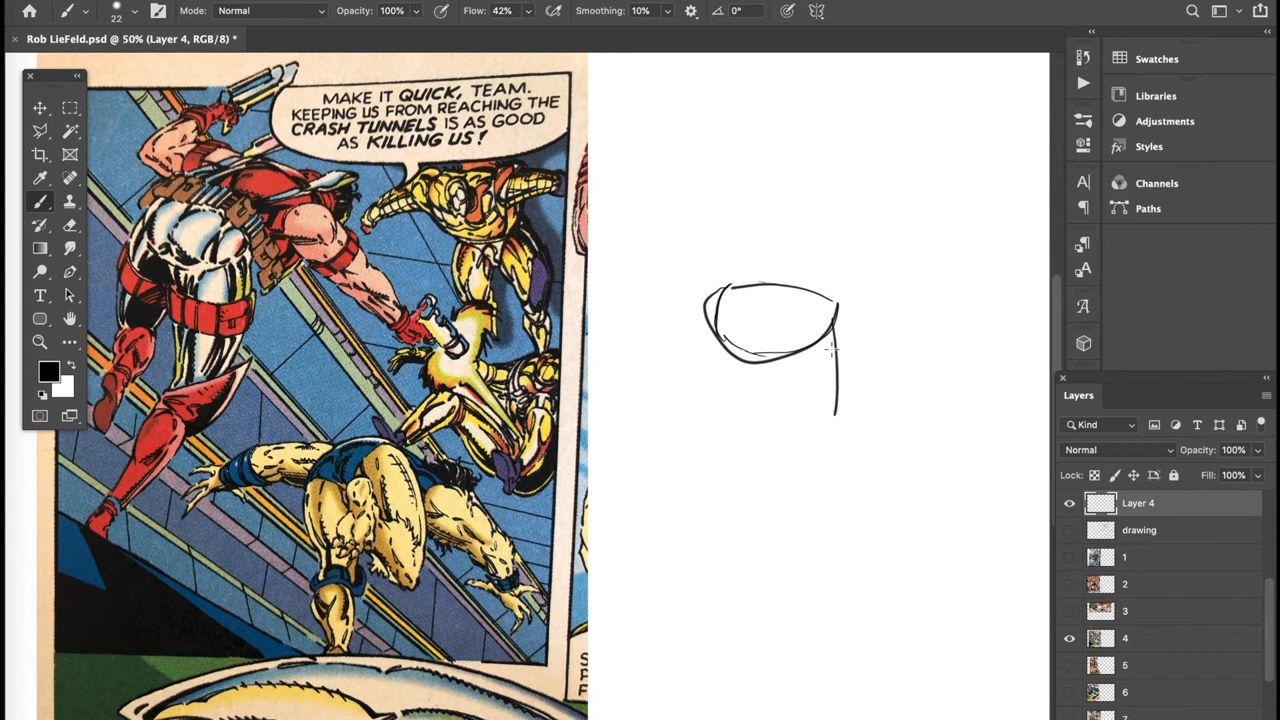 22
Mode: Normal
Opacity: 100%
Flow: 42%
Smoothing: 10%
0°
Rob LieFeld.psd @ 50% (Layer 4, RGB/8) *
MAKE IT QUICK, TEAM.
KEEPING US FROM REACHING THE
CRASH TUNNELS IS AS GOOD
AS KILLING US!
Swatches
Libraries
Adjustments
Styles
Channels
Paths
Layers
Kind
Normal
Opacity: 100%
Lock:
Fill: 100%
Layer 4
drawing
1
2
3
4
5
6